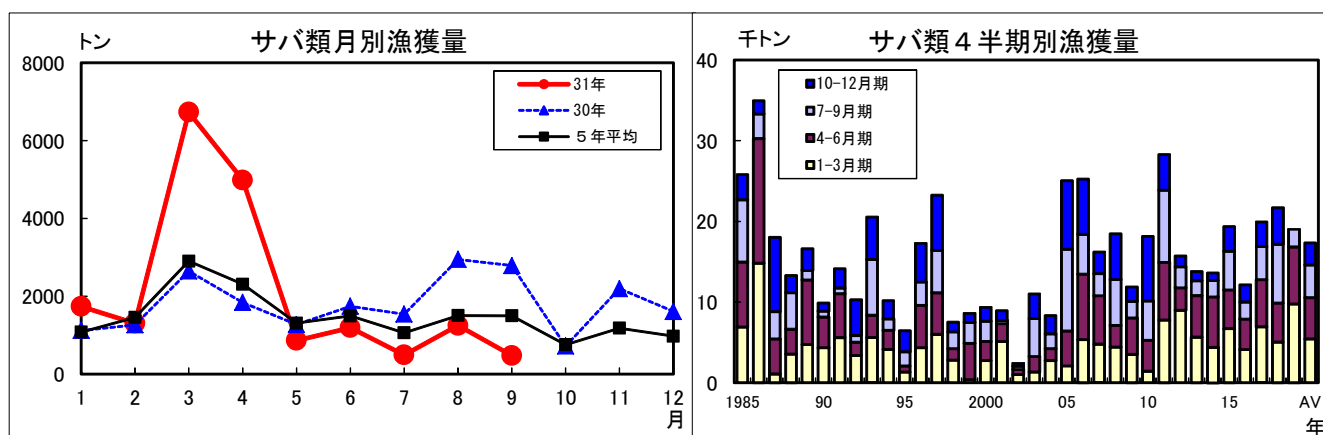 トン
サバ類月別漁獲量
8000
6000
4000
2000
0
31年
30年
５年平均
1 2 3 4 5 6 7 8 9 10 11 12
月
千トン
サバ類４半期別漁獲量
40
30
20
10
0
10-12月期
7-9月期
4-6月期
1-3月期
1985 90 95 2000 05 10 15 AV
年